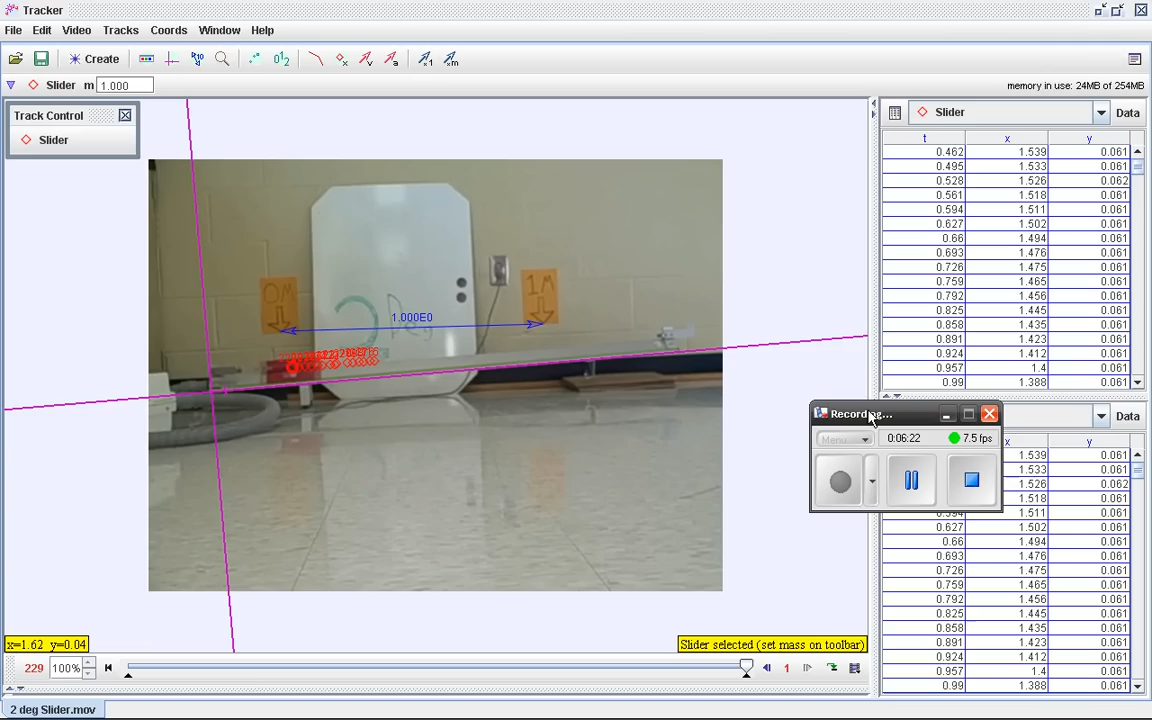 Tracker
File Edit Video Tracks Coords Window Help
Create
Slider m 1.000
memory in use: 24MB of 254MB
Track Control
Slider
0M
1M
2 Deg
1.000E0
Slider Data
t x y
0.462 1.539 0.061
0.495 1.533 0.061
0.528 1.526 0.062
0.561 1.518 0.061
0.594 1.511 0.061
0.627 1.502 0.061
0.66 1.494 0.061
0.693 1.476 0.061
0.726 1.475 0.061
0.759 1.465 0.061
0.792 1.456 0.061
0.825 1.445 0.061
0.858 1.435 0.061
0.891 1.423 0.061
0.924 1.412 0.061
0.957 1.4 0.061
0.99 1.388 0.061
Recording...
Menu 0:06:22 7.5 fps
Data
x y
1.539 0.061
1.533 0.061
1.526 0.062
1.518 0.061
1.511 0.061
0.627 1.502 0.061
0.66 1.494 0.061
0.693 1.476 0.061
0.726 1.475 0.061
0.759 1.465 0.061
0.792 1.456 0.061
0.825 1.445 0.061
0.858 1.435 0.061
0.891 1.423 0.061
0.924 1.412 0.061
0.957 1.4 0.061
0.99 1.388 0.061
x=1.62 y=0.04
Slider selected (set mass on toolbar)
229 100% 1
2 deg Slider.mov